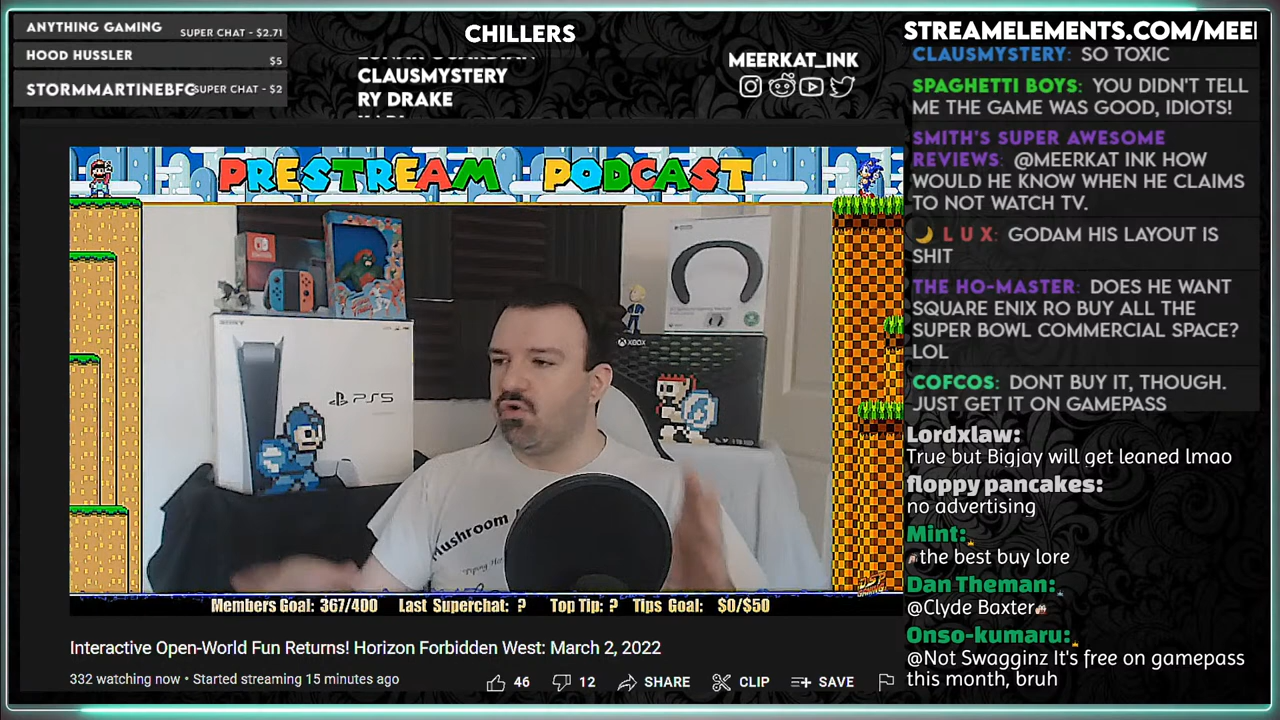 ANYTHING GAMING SUPER CHAT - $2.71
HOOD HUSSLER $5
STORMMARTINEBFG SUPER CHAT - $2
CHILLERS
CLAUSMYSTERY
RY DRAKE
MEERKAT_INK
STREAMELEMENTS.COM/MEE
CLAUSMYSTERY: SO TOXIC
SPAGHETTI BOYS: YOU DIDN'T TELL
ME THE GAME WAS GOOD, IDIOTS!
SMITH'S SUPER AWESOME
REVIEWS: @MEERKAT INK HOW
WOULD HE KNOW WHEN HE CLAIMS
TO NOT WATCH TV.
L U X: GODAM HIS LAYOUT IS
SHIT
THE HO-MASTER: DOES HE WANT
SQUARE ENIX RO BUY ALL THE
SUPER BOWL COMMERCIAL SPACE?
LOL
COFCOS: DONT BUY IT, THOUGH.
JUST GET IT ON GAMEPASS
Lordxlaw:
True but Bigjay will get leaned lmao
floppy pancakes:
no advertising
Mint:
the best buy lore
Dan Theman:
@Clyde Baxter
Onso-kumaru:
@Not Swagginz It's free on gamepass
this month, bruh
PRESTREAM PODCAST
SONY
PS5
XBOX
Mushroom
Members Goal: 367/400 Last Superchat: ? Top Tip: ? Tips Goal: $0/$50
Interactive Open-World Fun Returns! Horizon Forbidden West: March 2, 2022
332 watching now • Started streaming 15 minutes ago
46 12 SHARE CLIP SAVE